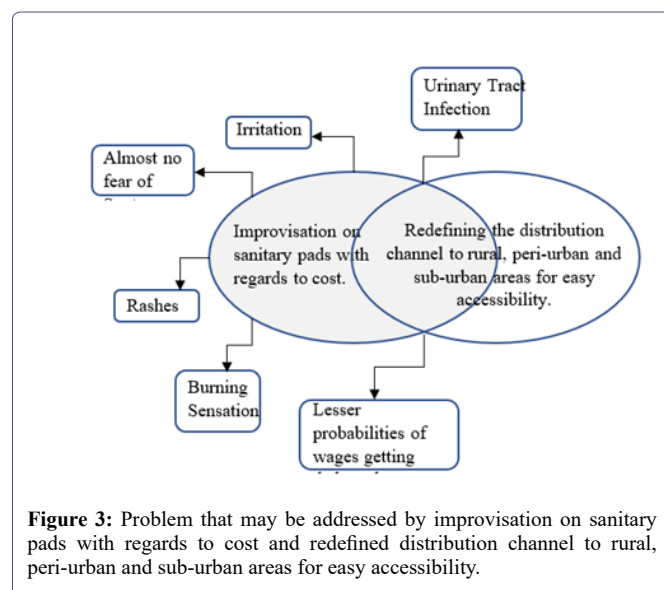 Urinary Tract
Infection
Irritation
Almost no
fear of
Improvisation on
sanitary pads with
regards to cost.
Redefining the distribution
channel to rural, peri-urban and
sub-urban areas for easy
accessibility.
Rashes
Burning
Sensation
Lesser
probabilities of
wages getting
Figure 3: Problem that may be addressed by improvisation on sanitary
pads with regards to cost and redefined distribution channel to rural,
peri-urban and sub-urban areas for easy accessibility.